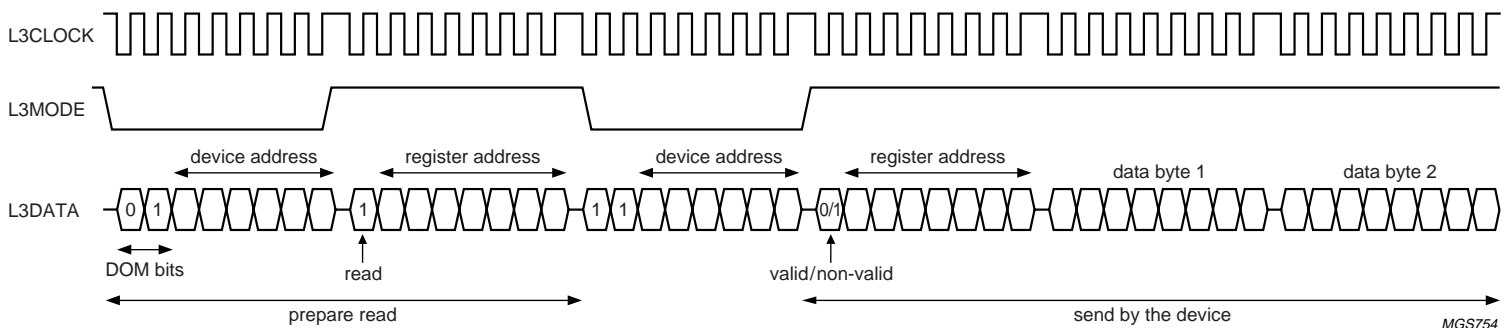 L3CLOCK
L3MODE
device address
register address
device address
register address
data byte 1
data byte 2
L3DATA
0 1
1
1 1
0/1
DOM bits
read
valid/non-valid
prepare read
send by the device
MGS754